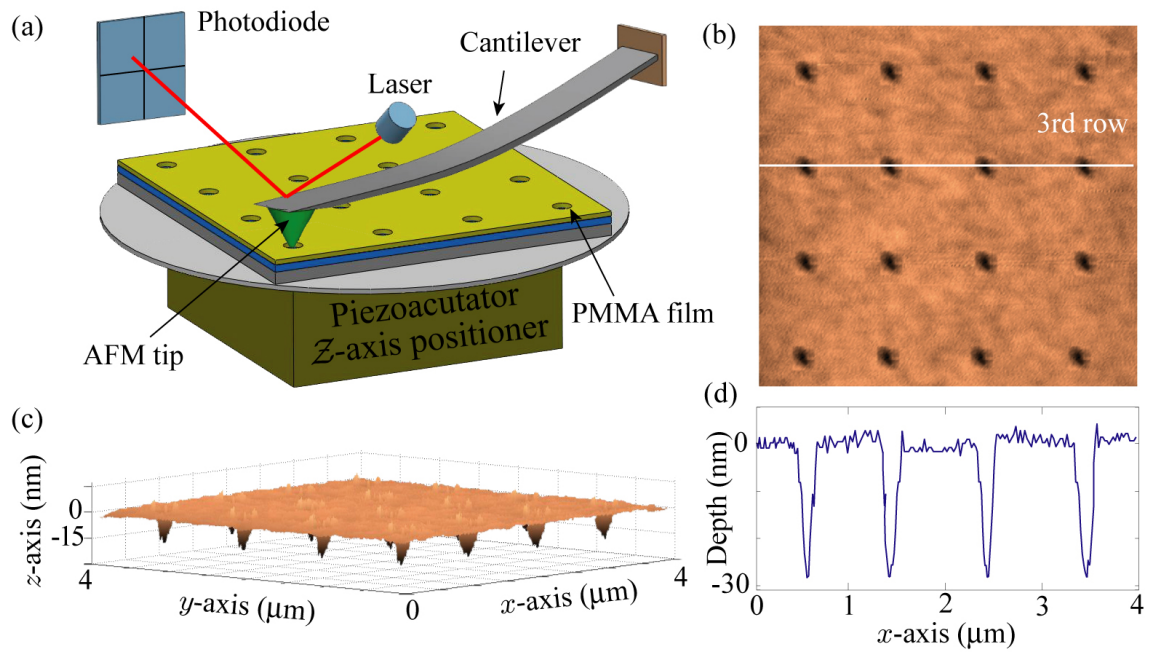 (a)
Photodiode
Cantilever
Laser
Piezoacutator
Z-axis positioner
AFM tip
PMMA film
(b)
3rd row
(c)
z-axis (nm)
0
-15
4
y-axis (μm)
0
x-axis (μm)
4
(d)
Depth (nm)
0
-30
0
1
2
3
4
x-axis (μm)